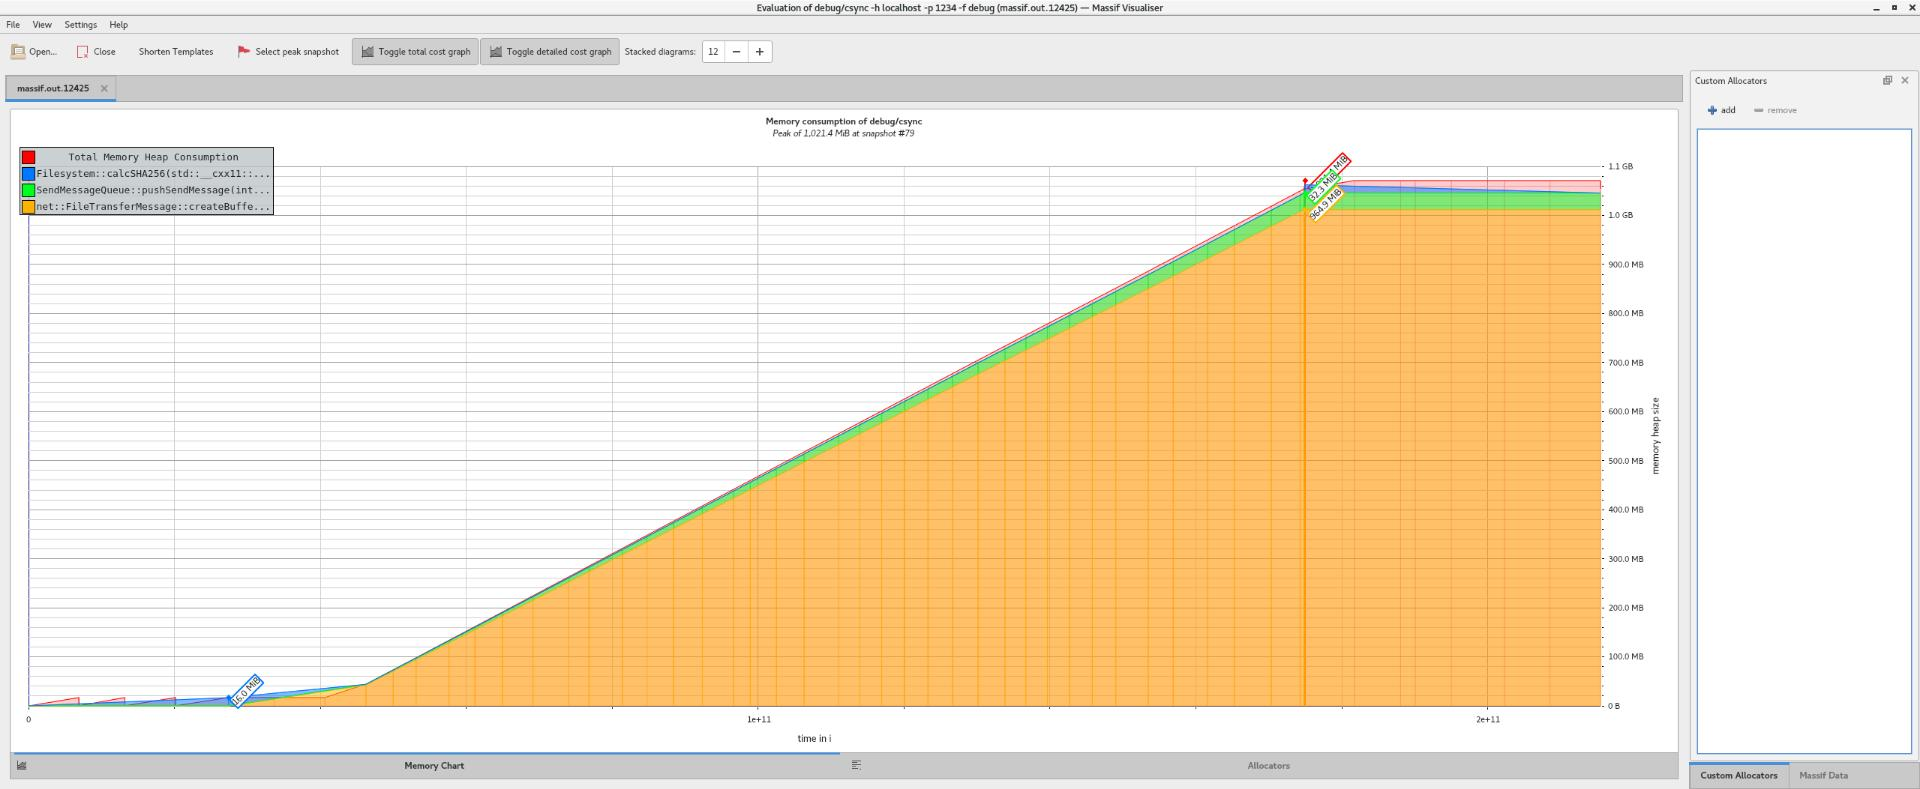 Evaluation of debug/csync -h localhost -p 1234 -f debug (massif.out.12425) — Massif Visualiser
File View Settings Help
Open... Close Shorten Templates Select peak snapshot Toggle total cost graph Toggle detailed cost graph Stacked diagrams: 12 − +
massif.out.12425
Custom Allocators
add remove
Memory consumption of debug/csync
Peak of 1,021.4 MiB at snapshot #79
Total Memory Heap Consumption
Filesystem::calcSHA256(std::__cxx11::...
SendMessageQueue::pushSendMessage(int...
net::FileTransferMessage::createBuffe...
MiB
32.3 MiB
964.9 MiB
16.0 MiB
1.1 GB
1.0 GB
900.0 MB
800.0 MB
700.0 MB
600.0 MB
500.0 MB
400.0 MB
300.0 MB
200.0 MB
100.0 MB
0 B
memory heap size
0 1e+11 2e+11
time in i
Memory Chart Allocators
Custom Allocators Massif Data